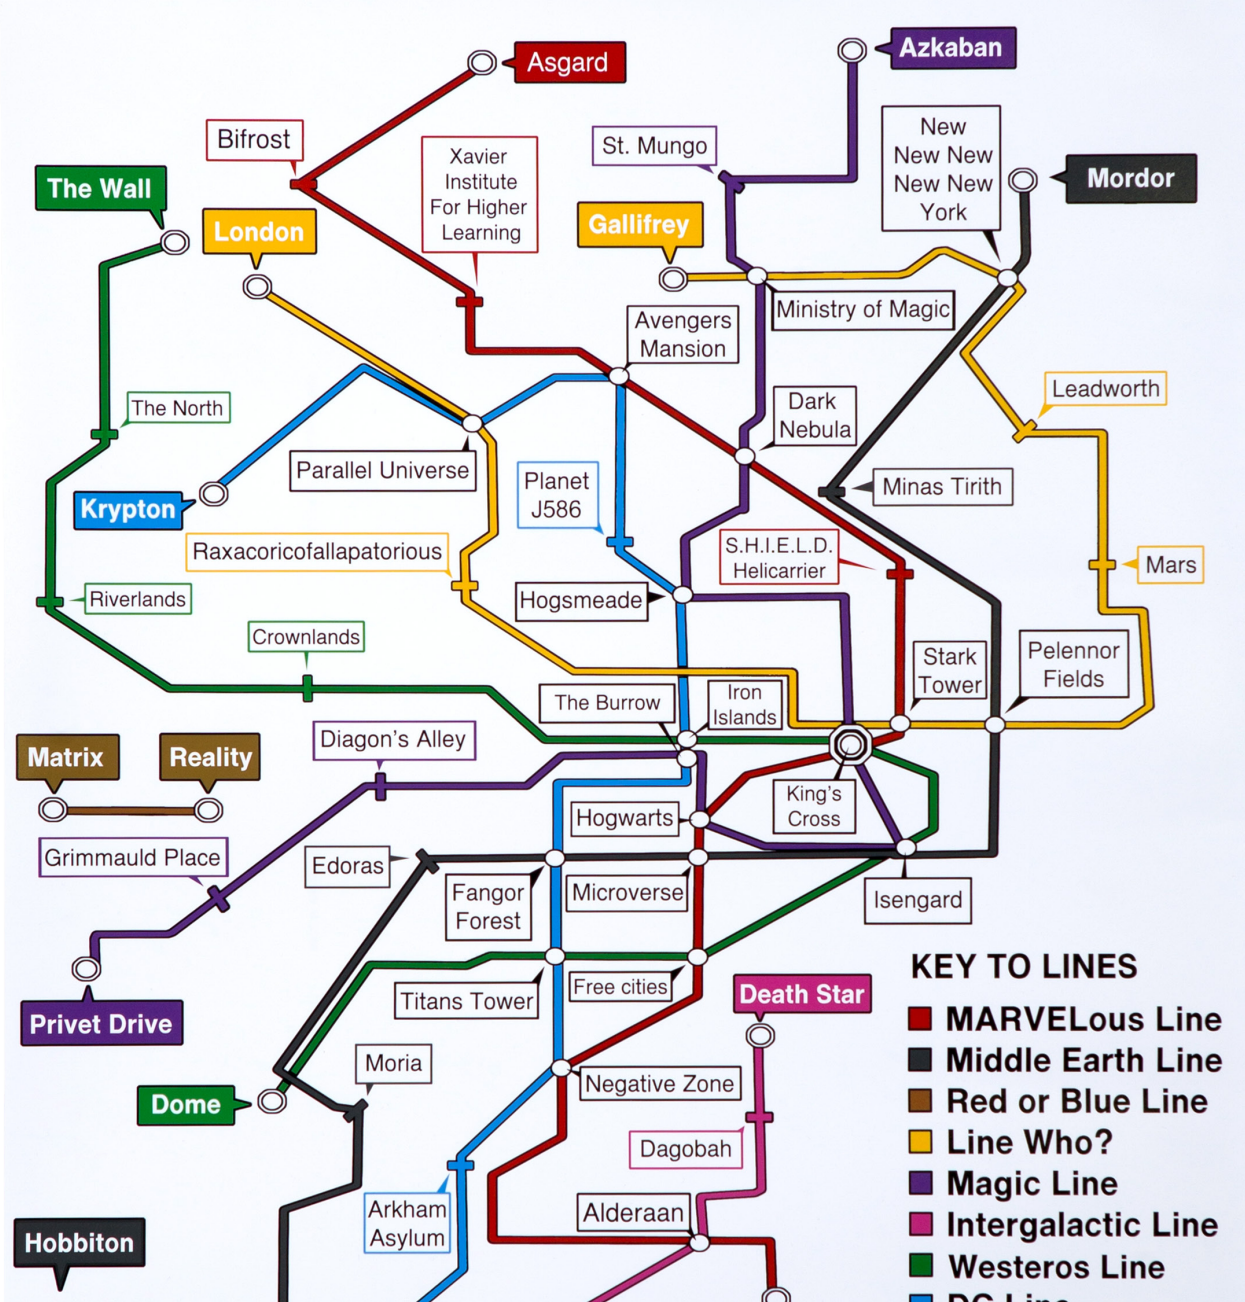 Asgard
Azkaban
Bifrost
Xavier
Institute
For Higher
Learning
St. Mungo
New
New New
New New
York
Mordor
The Wall
London
Gallifrey
Ministry of Magic
Avengers
Mansion
The North
Dark
Nebula
Leadworth
Parallel Universe
Planet
J586
Krypton
Minas Tirith
Raxacoricofallapatorious
S.H.I.E.L.D.
Helicarrier
Mars
Riverlands
Hogsmeade
Crownlands
Stark
Tower
Pelennor
Fields
The Burrow
Iron
Islands
Diagon's Alley
Matrix
Reality
King's
Cross
Hogwarts
Grimmauld Place
Edoras
Fangor
Forest
Microverse
Isengard
Titans Tower
Free cities
Privet Drive
Death Star
Moria
Negative Zone
Dome
Dagobah
Arkham
Asylum
Alderaan
Hobbiton
KEY TO LINES
MARVELous Line
Middle Earth Line
Red or Blue Line
Line Who?
Magic Line
Intergalactic Line
Westeros Line
DC Line